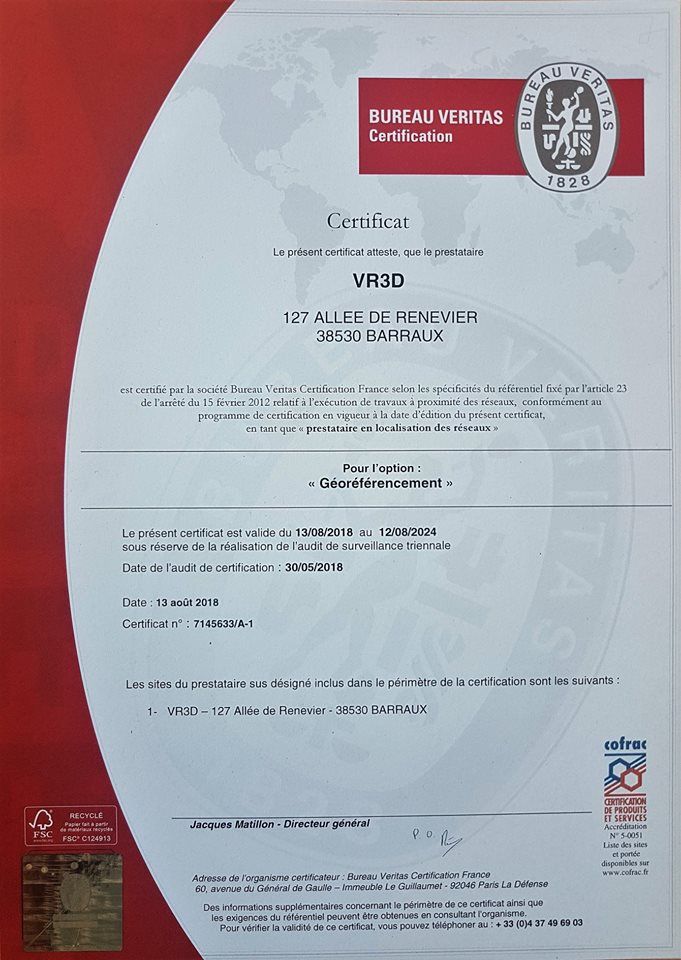 BUREAU VERITAS
Certification
BUREAU VERITAS
1828
Certificat
Le présent certificat atteste, que le prestataire
VR3D
127 ALLEE DE RENEVIER
38530 BARRAUX
est certifié par la société Bureau Veritas Certification France selon les spécificités du référentiel fixé par l'article 23
de l'arrêté du 15 février 2012 relatif à l'exécution de travaux à proximité des réseaux, conformément au
programme de certification en vigueur à la date d'édition du présent certificat,
en tant que « prestataire en localisation des réseaux »
Pour l'option :
« Géoréférencement »
Le présent certificat est valide du 13/08/2018 au 12/08/2024
sous réserve de la réalisation de l'audit de surveillance triennale
Date de l'audit de certification : 30/05/2018
Date : 13 août 2018
Certificat n° : 7145633/A-1
Les sites du prestataire sus désigné inclus dans le périmètre de la certification sont les suivants :
1- VR3D – 127 Allée de Renevier - 38530 BARRAUX
cofrac
CERTIFICATION
DE PRODUITS
ET SERVICES
Accréditation
N° 5-0051
Liste des sites
et portée
disponibles sur
www.cofrac.fr
FSC
www.fsc.org
RECYCLÉ
Papier fait à partir
de matériaux recyclés
FSC® C124913
Jacques Matillon - Directeur général
P.O.
Adresse de l'organisme certificateur : Bureau Veritas Certification France
60, avenue du Général de Gaulle – Immeuble Le Guillaumet - 92046 Paris La Défense
Des informations supplémentaires concernant le périmètre de ce certificat ainsi que
les exigences du référentiel peuvent être obtenues en consultant l'organisme.
Pour vérifier la validité de ce certificat, vous pouvez téléphoner au : + 33 (0)4 37 49 69 03